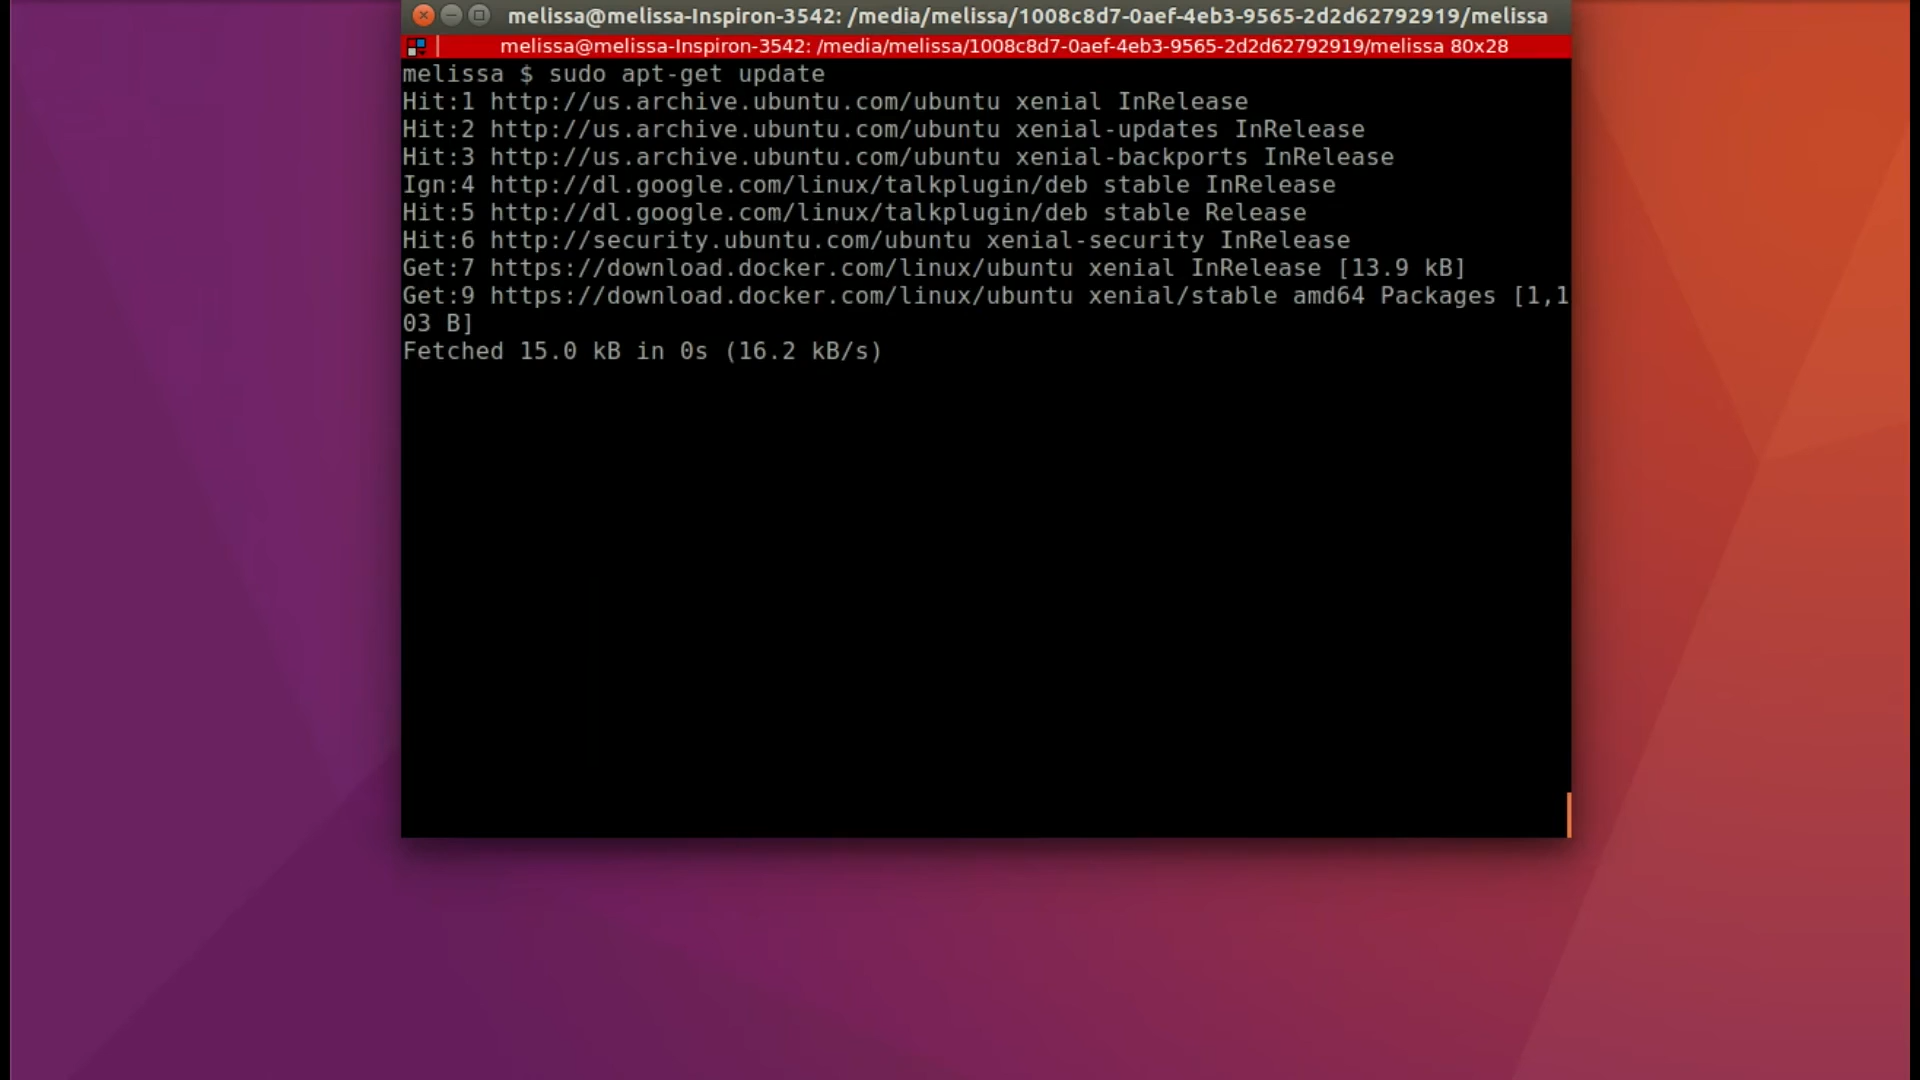 melissa@melissa-Inspiron-3542: /media/melissa/1008c8d7-0aef-4eb3-9565-2d2d62792919/melissa
melissa@melissa-Inspiron-3542: /media/melissa/1008c8d7-0aef-4eb3-9565-2d2d62792919/melissa 80x28
melissa $ sudo apt-get update
Hit:1 http://us.archive.ubuntu.com/ubuntu xenial InRelease
Hit:2 http://us.archive.ubuntu.com/ubuntu xenial-updates InRelease
Hit:3 http://us.archive.ubuntu.com/ubuntu xenial-backports InRelease
Ign:4 http://dl.google.com/linux/talkplugin/deb stable InRelease
Hit:5 http://dl.google.com/linux/talkplugin/deb stable Release
Hit:6 http://security.ubuntu.com/ubuntu xenial-security InRelease
Get:7 https://download.docker.com/linux/ubuntu xenial InRelease [13.9 kB]
Get:9 https://download.docker.com/linux/ubuntu xenial/stable amd64 Packages [1,1
03 B]
Fetched 15.0 kB in 0s (16.2 kB/s)